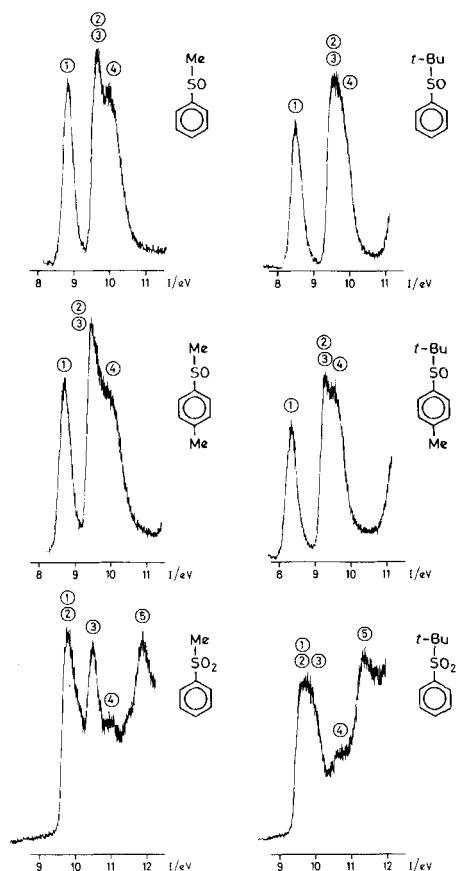 ②
③
①
④
Me
SO
8 9 10 11 I/eV
②
③
④
①
t-Bu
SO
8 9 10 11 I/eV
②
③
①
④
Me
SO
Me
8 9 10 11 I/eV
②
③ ④
①
t-Bu
SO
Me
8 9 10 11 I/eV
①
②
③
④
⑤
Me
SO2
9 10 11 12 I/eV
①
② ③
④
⑤
t-Bu
SO2
9 10 11 12 I/eV